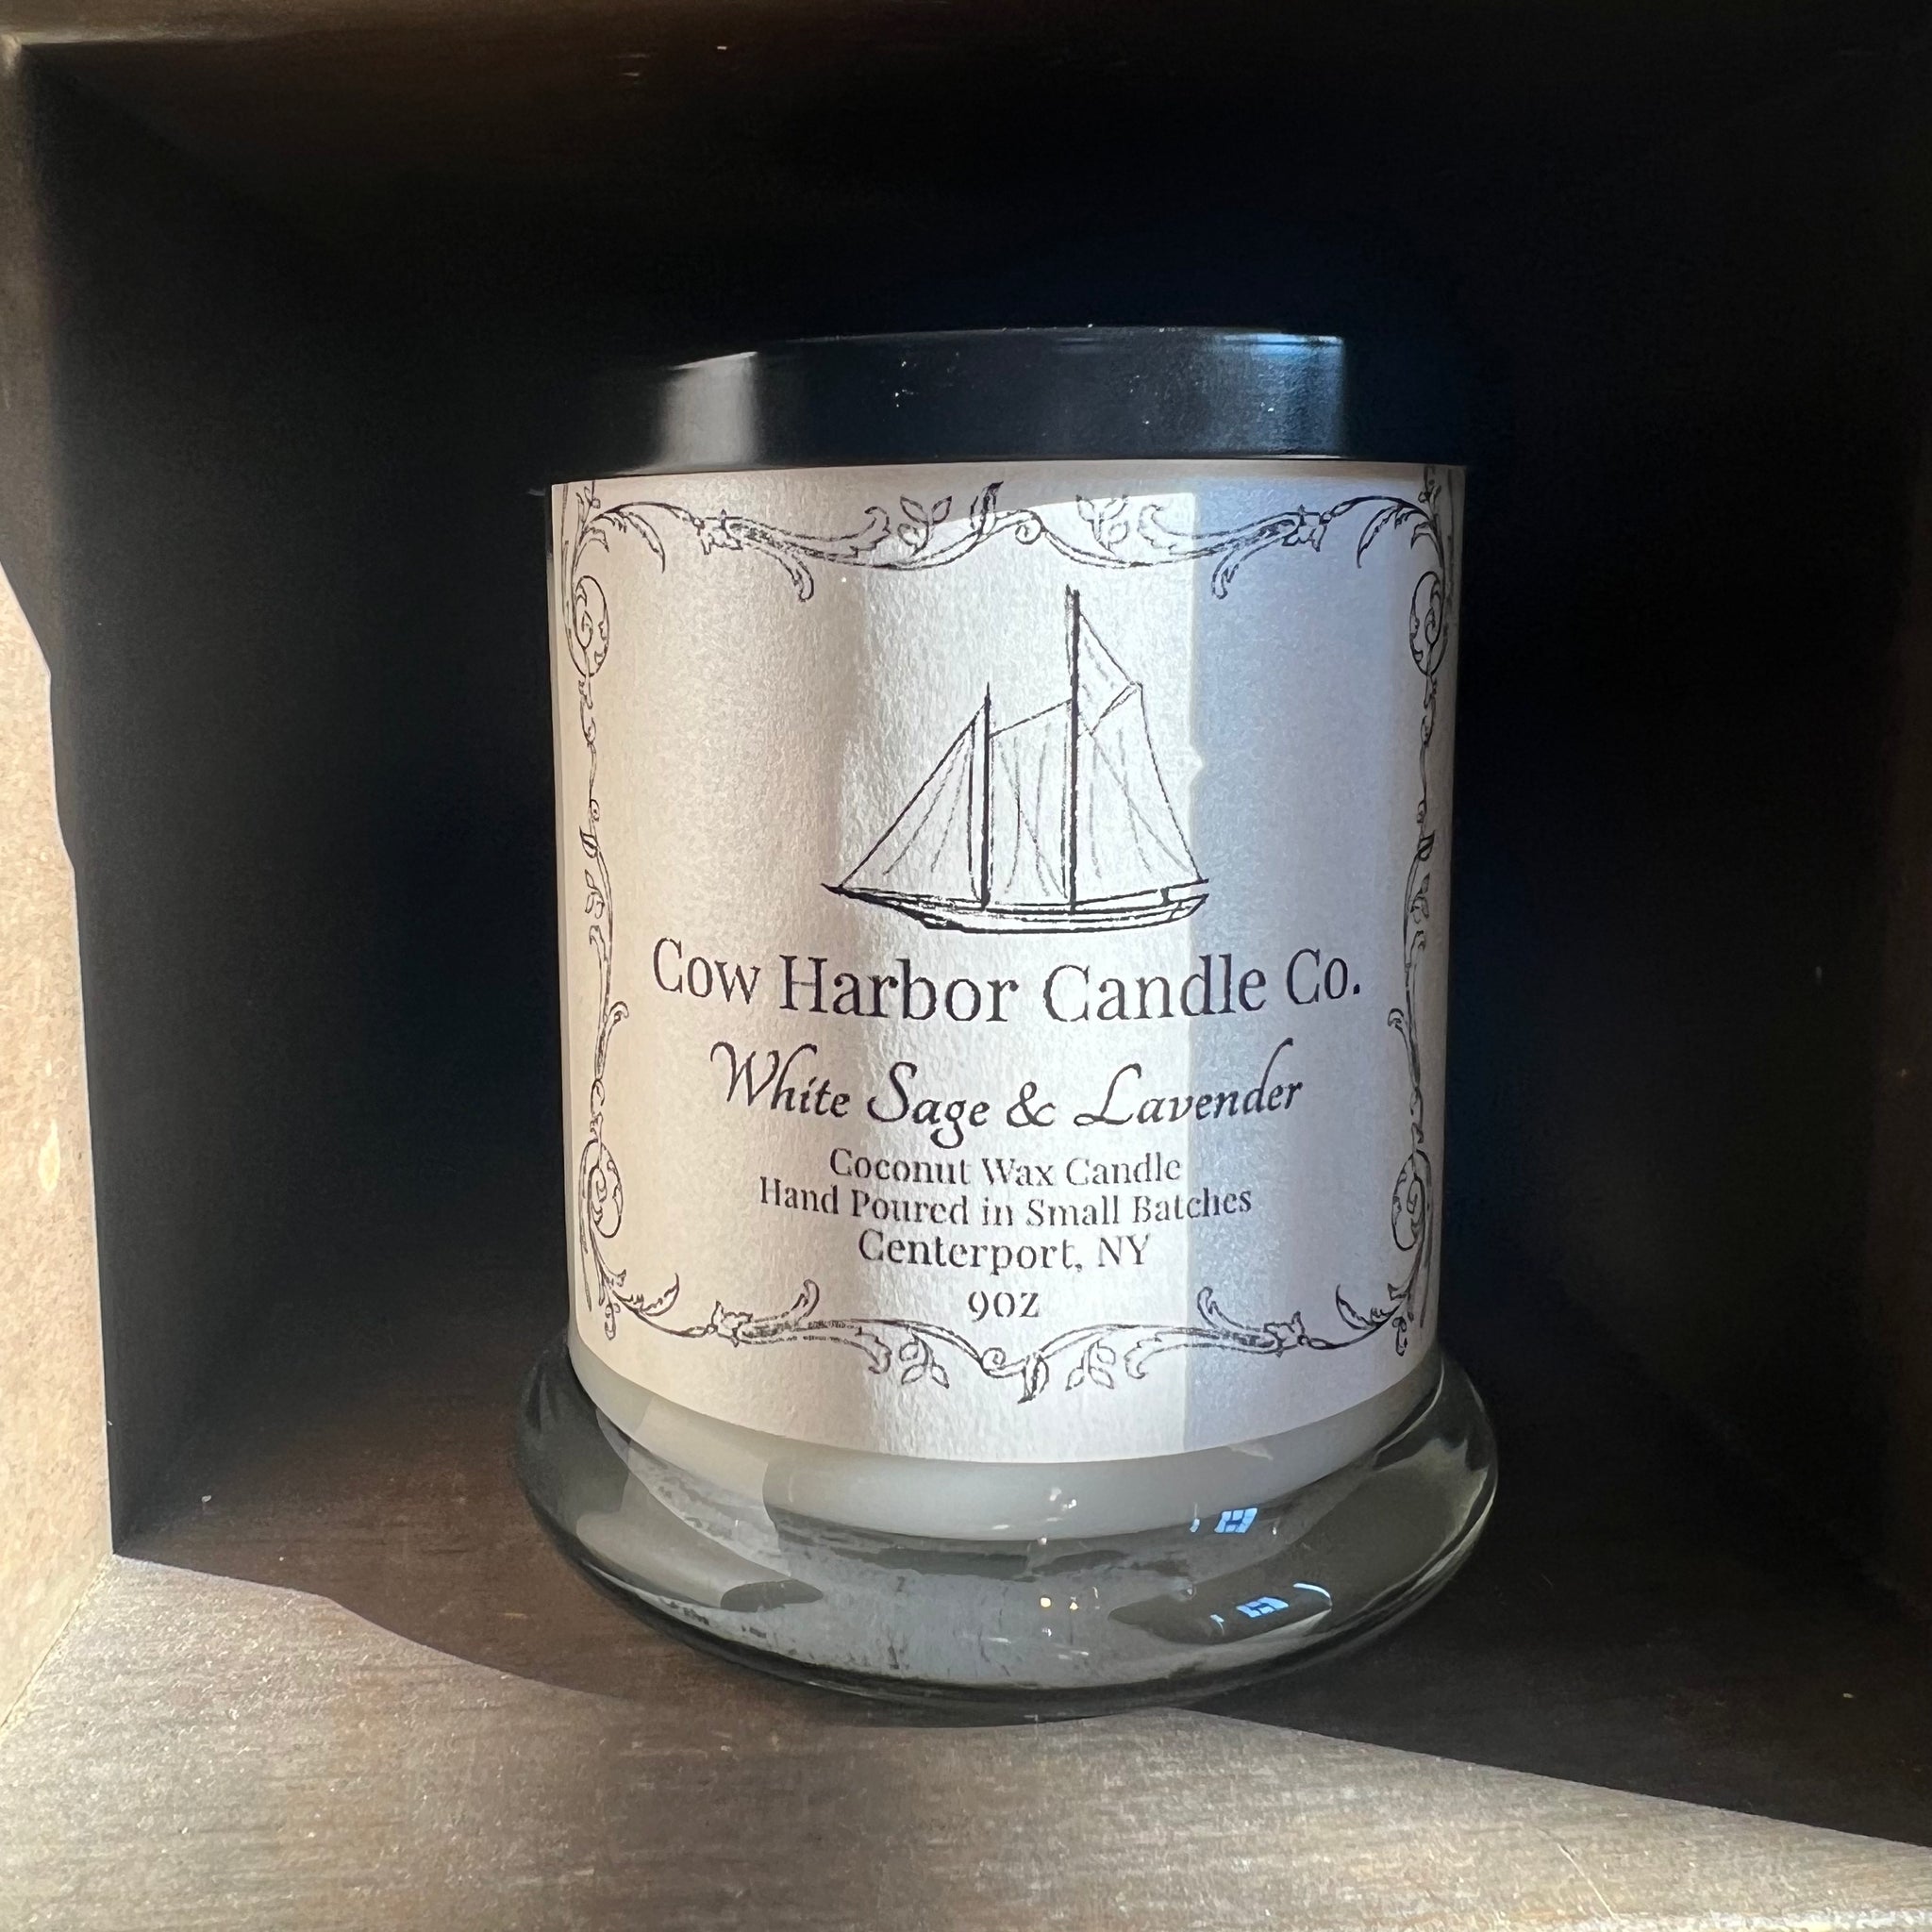 Cow Harbor Candle Co.
White Sage & Lavender
Coconut Wax Candle
Hand Poured in Small Batches
Centerport, NY
9oz